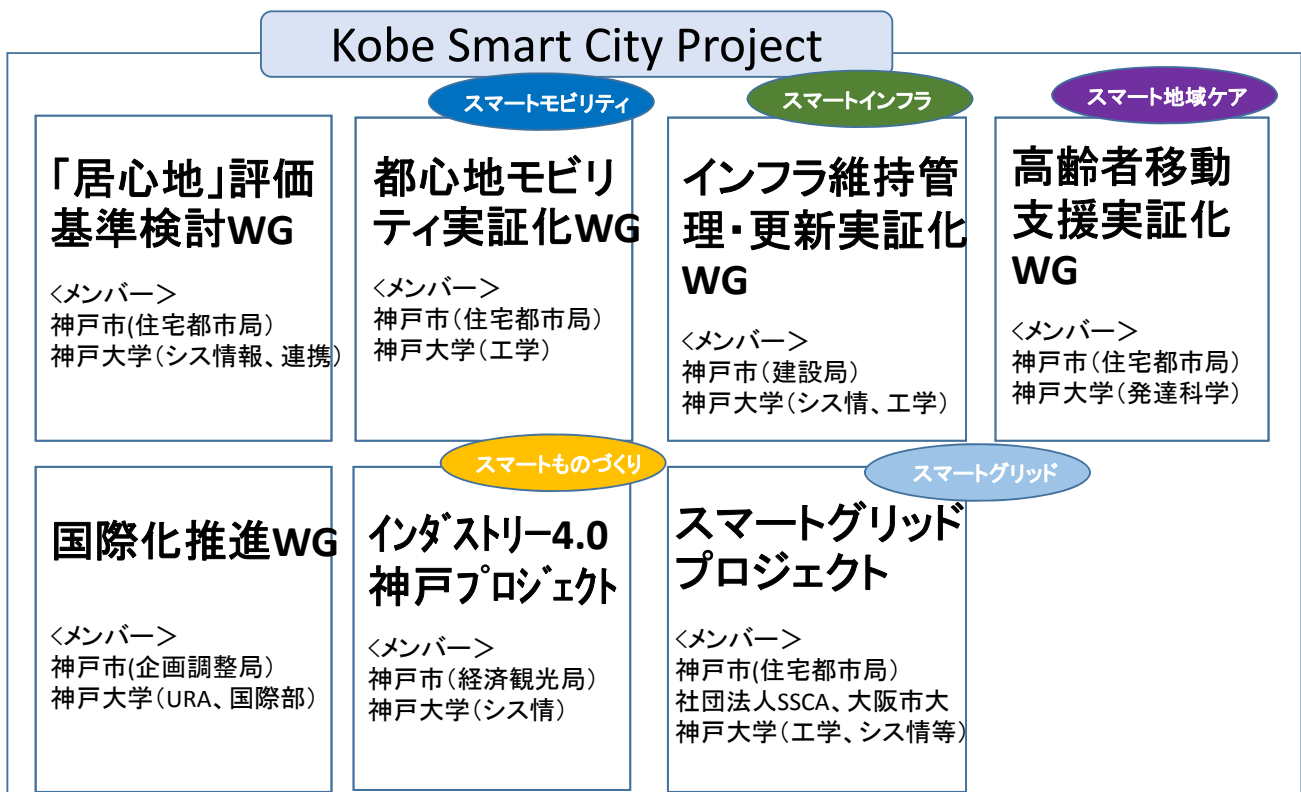 Kobe Smart City Project
「居心地」評価
基準検討WG
<メンバー>
神戸市(住宅都市局)
神戸大学(シス情報、連携)
スマートモビリティ
都心地モビリ
ティ実証化WG
<メンバー>
神戸市(住宅都市局)
神戸大学(工学)
スマートインフラ
インフラ維持管
理・更新実証化
WG
<メンバー>
神戸市(建設局)
神戸大学(シス情、工学)
スマート地域ケア
高齢者移動
支援実証化
WG
<メンバー>
神戸市(住宅都市局)
神戸大学(発達科学)
国際化推進WG
<メンバー>
神戸市(企画調整局)
神戸大学(URA、国際部)
スマートものづくり
インダストリー4.0
神戸プロジェクト
<メンバー>
神戸市(経済観光局)
神戸大学(シス情)
スマートグリッド
スマートグリッド
プロジェクト
<メンバー>
神戸市(住宅都市局)
社団法人SSCA、大阪市大
神戸大学(工学、シス情等)